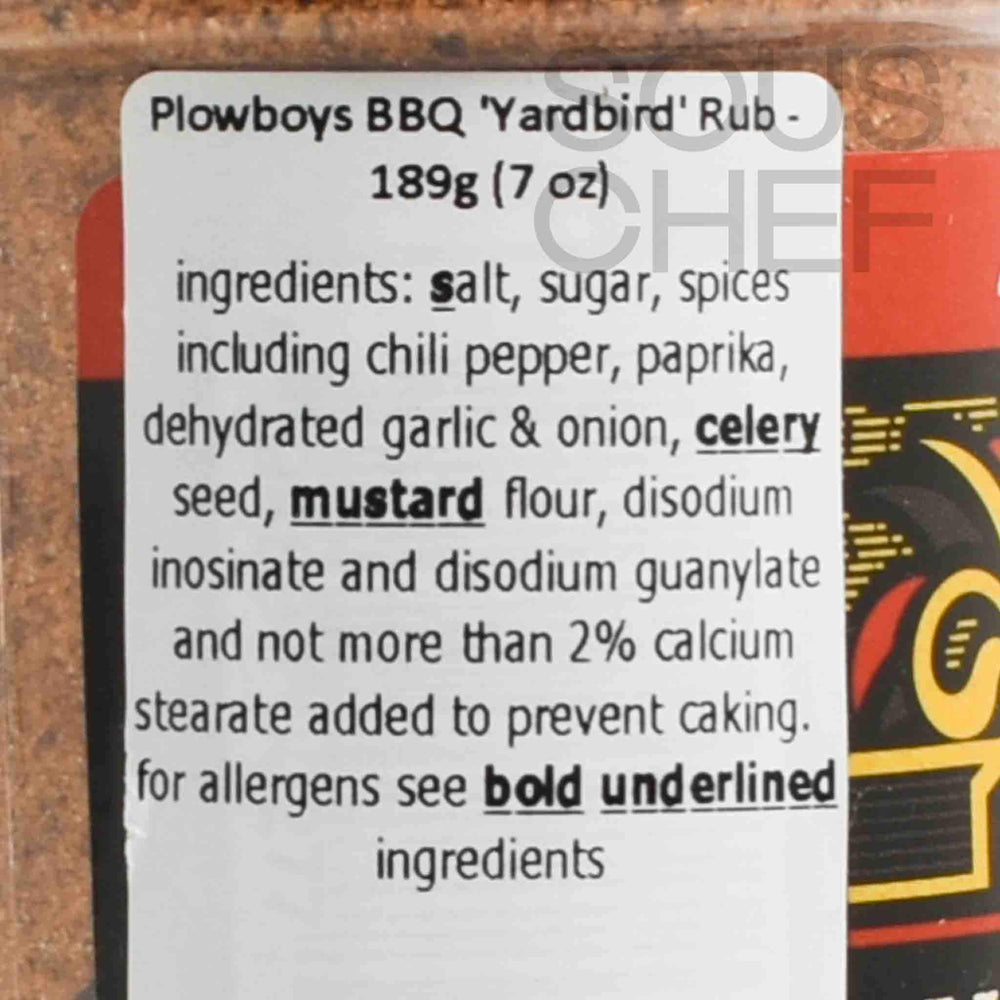 SOUS
CHEF
Plowboys BBQ 'Yardbird' Rub -
189g (7 oz)
ingredients: salt, sugar, spices
including chili pepper, paprika,
dehydrated garlic & onion, celery
seed, mustard flour, disodium
inosinate and disodium guanylate
and not more than 2% calcium
stearate added to prevent caking.
for allergens see bold underlined
ingredients